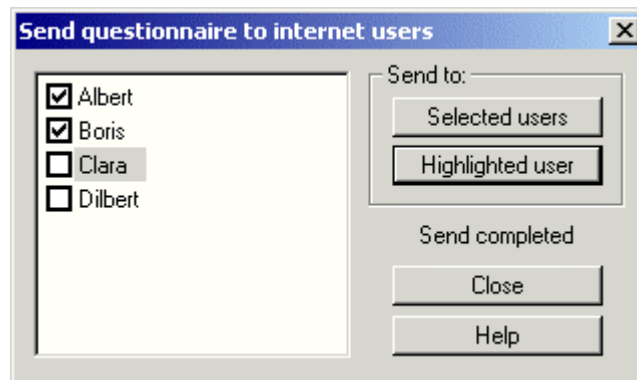 Send questionnaire to internet users
Albert
Boris
Clara
Dilbert
Send to:
Selected users
Highlighted user
Send completed
Close
Help